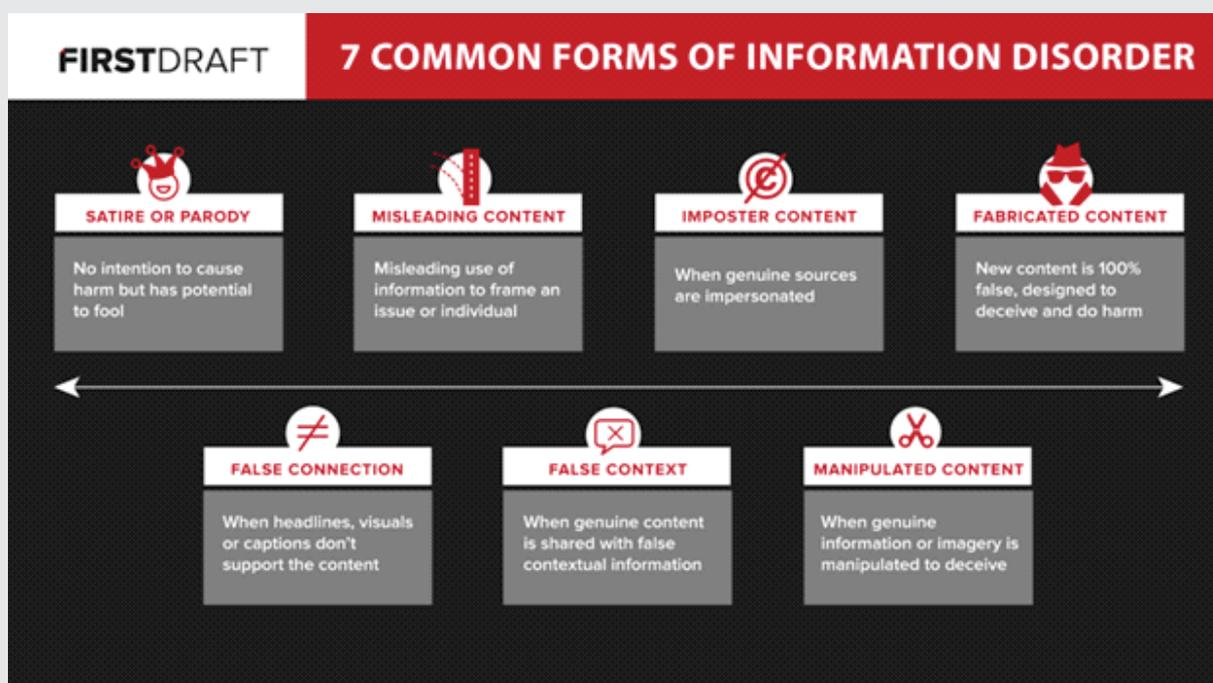 FIRSTDRAFT
7 COMMON FORMS OF INFORMATION DISORDER
SATIRE OR PARODY
No intention to cause
harm but has potential
to fool
MISLEADING CONTENT
Misleading use of
information to frame an
issue or individual
IMPOSTER CONTENT
When genuine sources
are impersonated
FABRICATED CONTENT
New content is 100%
false, designed to
deceive and do harm
FALSE CONNECTION
When headlines, visuals
or captions don't
support the content
FALSE CONTEXT
When genuine content
is shared with false
contextual information
MANIPULATED CONTENT
When genuine
information or imagery is
manipulated to deceive